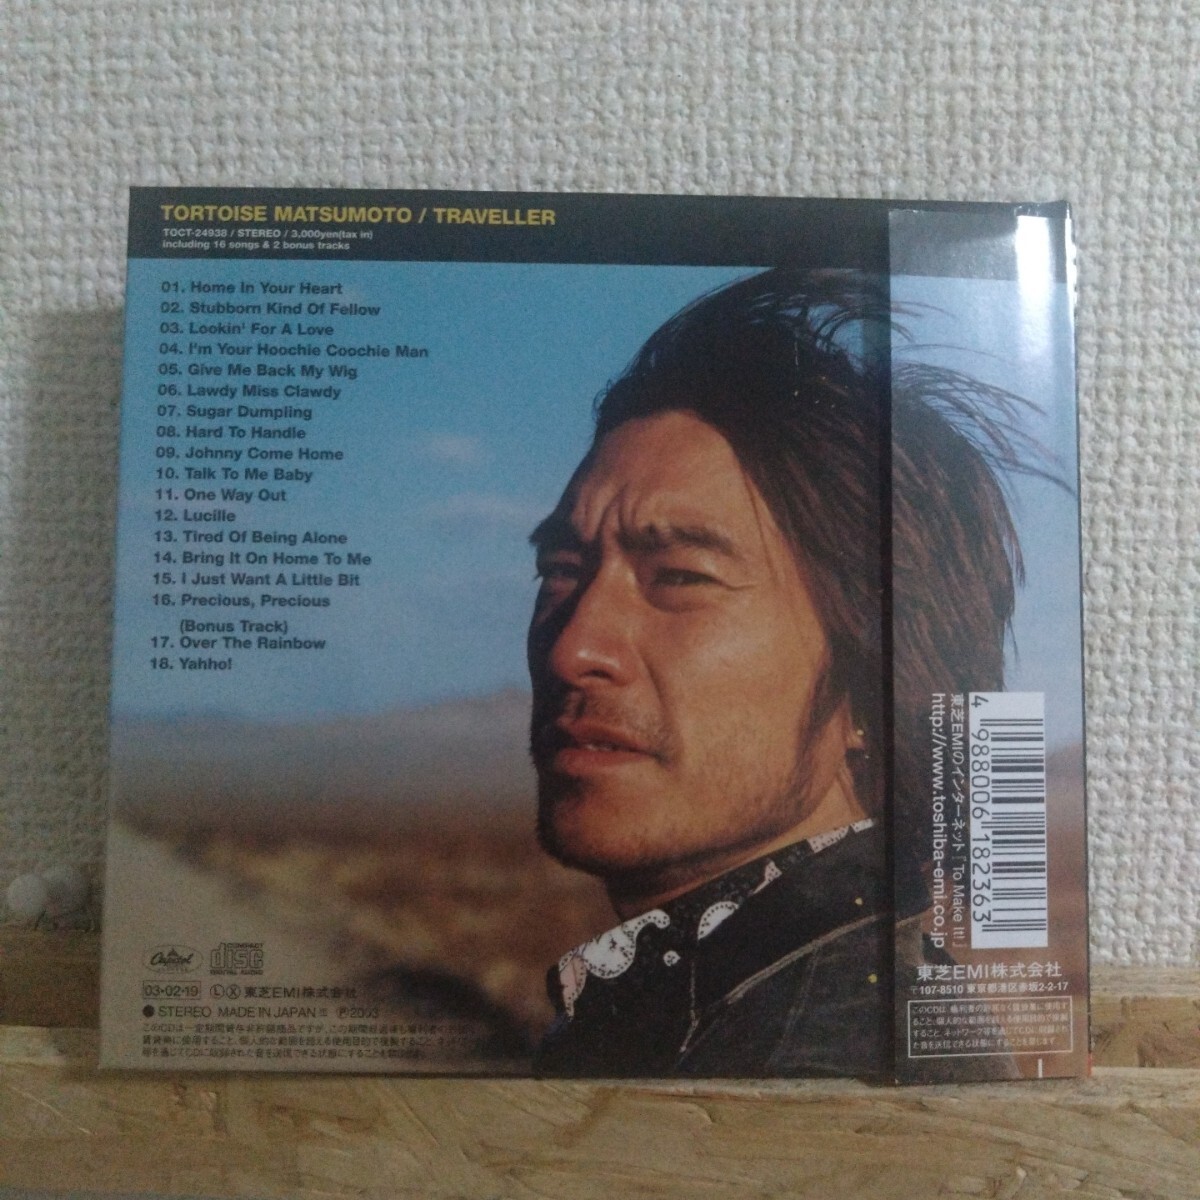 TORTOISE MATSUMOTO / TRAVELLER
TOCT-24938 / STEREO / 3,000yen(tax in)
including 16 songs & 2 bonus tracks
01. Home In Your Heart
02. Stubborn Kind Of Fellow
03. Lookin' For A Love
04. I'm Your Hoochie Coochie Man
05. Give Me Back My Wig
06. Lawdy Miss Clawdy
07. Sugar Dumpling
08. Hard To Handle
09. Johnny Come Home
10. Talk To Me Baby
11. One Way Out
12. Lucille
13. Tired Of Being Alone
14. Bring It On Home To Me
15. I Just Want A Little Bit
16. Precious, Precious
(Bonus Track)
17. Over The Rainbow
18. Yahho!
Capitol
COMPACT
disc
DIGITAL AUDIO
03・02・19 Ⓛ Ⓧ 東芝EMI株式会社
●STEREO MADE IN JAPAN Ⓟ2003
4 988006 182363
東芝EMIのインターネット『To Make It!』
http://www.toshiba-emi.co.jp
東芝EMI株式会社
〒107-8510 東京都港区赤坂2-2-17